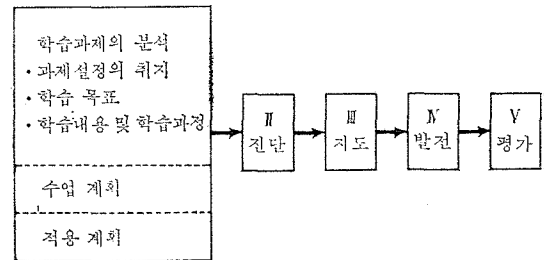 학습과제의 분석
·과제설정의 취지
·학습 목표
·학습내용 및 학습과정
수업 계획
적용 계획
Ⅱ
진단
Ⅲ
지도
Ⅳ
발전
Ⅴ
평가